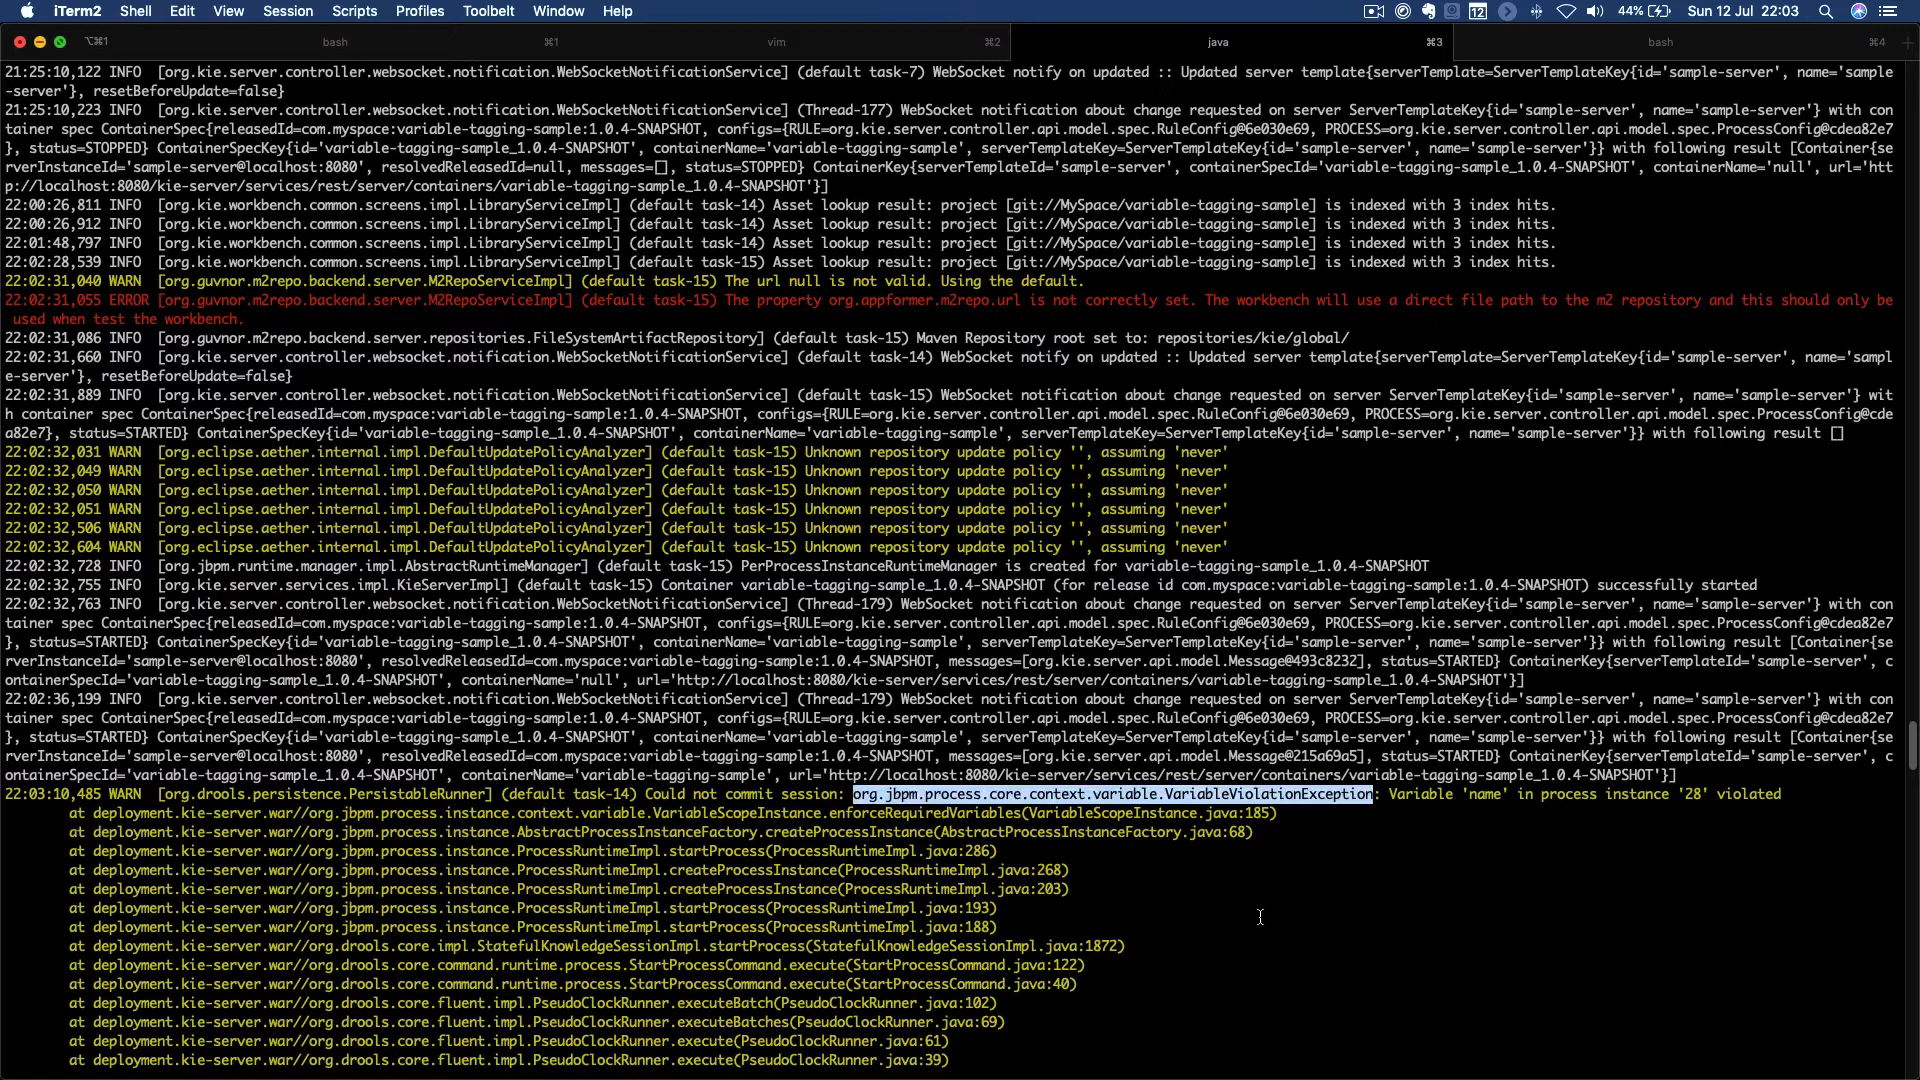 iTerm2 Shell Edit View Session Scripts Profiles Toolbelt Window Help 12 44% Sun 12 Jul 22:03
⌥⌘1 bash ⌘1 vim ⌘2 java ⌘3 bash ⌘4
21:25:10,122 INFO  [org.kie.server.controller.websocket.notification.WebSocketNotificationService] (default task-7) WebSocket notify on updated :: Updated server template{serverTemplate=ServerTemplateKey{id='sample-server', name='sample
-server'}, resetBeforeUpdate=false}
21:25:10,223 INFO  [org.kie.server.controller.websocket.notification.WebSocketNotificationService] (Thread-177) WebSocket notification about change requested on server ServerTemplateKey{id='sample-server', name='sample-server'} with con
tainer spec ContainerSpec{releasedId=com.myspace:variable-tagging-sample:1.0.4-SNAPSHOT, configs={RULE=org.kie.server.controller.api.model.spec.RuleConfig@6e030e69, PROCESS=org.kie.server.controller.api.model.spec.ProcessConfig@cdea82e7
}, status=STOPPED} ContainerSpecKey{id='variable-tagging-sample_1.0.4-SNAPSHOT', containerName='variable-tagging-sample', serverTemplateKey=ServerTemplateKey{id='sample-server', name='sample-server'}} with following result [Container{se
rverInstanceId='sample-server@localhost:8080', resolvedReleasedId=null, messages=[], status=STOPPED} ContainerKey{serverTemplateId='sample-server', containerSpecId='variable-tagging-sample_1.0.4-SNAPSHOT', containerName='null', url='htt
p://localhost:8080/kie-server/services/rest/server/containers/variable-tagging-sample_1.0.4-SNAPSHOT'}]
22:00:26,811 INFO  [org.kie.workbench.common.screens.impl.LibraryServiceImpl] (default task-14) Asset lookup result: project [git://MySpace/variable-tagging-sample] is indexed with 3 index hits.
22:00:26,912 INFO  [org.kie.workbench.common.screens.impl.LibraryServiceImpl] (default task-14) Asset lookup result: project [git://MySpace/variable-tagging-sample] is indexed with 3 index hits.
22:01:48,797 INFO  [org.kie.workbench.common.screens.impl.LibraryServiceImpl] (default task-14) Asset lookup result: project [git://MySpace/variable-tagging-sample] is indexed with 3 index hits.
22:02:28,539 INFO  [org.kie.workbench.common.screens.impl.LibraryServiceImpl] (default task-15) Asset lookup result: project [git://MySpace/variable-tagging-sample] is indexed with 3 index hits.
22:02:31,040 WARN  [org.guvnor.m2repo.backend.server.M2RepoServiceImpl] (default task-15) The url null is not valid. Using the default.
22:02:31,055 ERROR [org.guvnor.m2repo.backend.server.M2RepoServiceImpl] (default task-15) The property org.appformer.m2repo.url is not correctly set. The workbench will use a direct file path to the m2 repository and this should only be
 used when test the workbench.
22:02:31,086 INFO  [org.guvnor.m2repo.backend.server.repositories.FileSystemArtifactRepository] (default task-15) Maven Repository root set to: repositories/kie/global/
22:02:31,660 INFO  [org.kie.server.controller.websocket.notification.WebSocketNotificationService] (default task-14) WebSocket notify on updated :: Updated server template{serverTemplate=ServerTemplateKey{id='sample-server', name='sampl
e-server'}, resetBeforeUpdate=false}
22:02:31,889 INFO  [org.kie.server.controller.websocket.notification.WebSocketNotificationService] (default task-15) WebSocket notification about change requested on server ServerTemplateKey{id='sample-server', name='sample-server'} wit
h container spec ContainerSpec{releasedId=com.myspace:variable-tagging-sample:1.0.4-SNAPSHOT, configs={RULE=org.kie.server.controller.api.model.spec.RuleConfig@6e030e69, PROCESS=org.kie.server.controller.api.model.spec.ProcessConfig@cde
a82e7}, status=STARTED} ContainerSpecKey{id='variable-tagging-sample_1.0.4-SNAPSHOT', containerName='variable-tagging-sample', serverTemplateKey=ServerTemplateKey{id='sample-server', name='sample-server'}} with following result []
22:02:32,031 WARN  [org.eclipse.aether.internal.impl.DefaultUpdatePolicyAnalyzer] (default task-15) Unknown repository update policy '', assuming 'never'
22:02:32,049 WARN  [org.eclipse.aether.internal.impl.DefaultUpdatePolicyAnalyzer] (default task-15) Unknown repository update policy '', assuming 'never'
22:02:32,050 WARN  [org.eclipse.aether.internal.impl.DefaultUpdatePolicyAnalyzer] (default task-15) Unknown repository update policy '', assuming 'never'
22:02:32,051 WARN  [org.eclipse.aether.internal.impl.DefaultUpdatePolicyAnalyzer] (default task-15) Unknown repository update policy '', assuming 'never'
22:02:32,506 WARN  [org.eclipse.aether.internal.impl.DefaultUpdatePolicyAnalyzer] (default task-15) Unknown repository update policy '', assuming 'never'
22:02:32,604 WARN  [org.eclipse.aether.internal.impl.DefaultUpdatePolicyAnalyzer] (default task-15) Unknown repository update policy '', assuming 'never'
22:02:32,728 INFO  [org.jbpm.runtime.manager.impl.AbstractRuntimeManager] (default task-15) PerProcessInstanceRuntimeManager is created for variable-tagging-sample_1.0.4-SNAPSHOT
22:02:32,755 INFO  [org.kie.server.services.impl.KieServerImpl] (default task-15) Container variable-tagging-sample_1.0.4-SNAPSHOT (for release id com.myspace:variable-tagging-sample:1.0.4-SNAPSHOT) successfully started
22:02:32,763 INFO  [org.kie.server.controller.websocket.notification.WebSocketNotificationService] (Thread-179) WebSocket notification about change requested on server ServerTemplateKey{id='sample-server', name='sample-server'} with con
tainer spec ContainerSpec{releasedId=com.myspace:variable-tagging-sample:1.0.4-SNAPSHOT, configs={RULE=org.kie.server.controller.api.model.spec.RuleConfig@6e030e69, PROCESS=org.kie.server.controller.api.model.spec.ProcessConfig@cdea82e7
}, status=STARTED} ContainerSpecKey{id='variable-tagging-sample_1.0.4-SNAPSHOT', containerName='variable-tagging-sample', serverTemplateKey=ServerTemplateKey{id='sample-server', name='sample-server'}} with following result [Container{se
rverInstanceId='sample-server@localhost:8080', resolvedReleasedId=com.myspace:variable-tagging-sample:1.0.4-SNAPSHOT, messages=[org.kie.server.api.model.Message@493c8232], status=STARTED} ContainerKey{serverTemplateId='sample-server', c
ontainerSpecId='variable-tagging-sample_1.0.4-SNAPSHOT', containerName='null', url='http://localhost:8080/kie-server/services/rest/server/containers/variable-tagging-sample_1.0.4-SNAPSHOT'}]
22:02:36,199 INFO  [org.kie.server.controller.websocket.notification.WebSocketNotificationService] (Thread-179) WebSocket notification about change requested on server ServerTemplateKey{id='sample-server', name='sample-server'} with con
tainer spec ContainerSpec{releasedId=com.myspace:variable-tagging-sample:1.0.4-SNAPSHOT, configs={RULE=org.kie.server.controller.api.model.spec.RuleConfig@6e030e69, PROCESS=org.kie.server.controller.api.model.spec.ProcessConfig@cdea82e7
}, status=STARTED} ContainerSpecKey{id='variable-tagging-sample_1.0.4-SNAPSHOT', containerName='variable-tagging-sample', serverTemplateKey=ServerTemplateKey{id='sample-server', name='sample-server'}} with following result [Container{se
rverInstanceId='sample-server@localhost:8080', resolvedReleasedId=com.myspace:variable-tagging-sample:1.0.4-SNAPSHOT, messages=[org.kie.server.api.model.Message@215a69a5], status=STARTED} ContainerKey{serverTemplateId='sample-server', c
ontainerSpecId='variable-tagging-sample_1.0.4-SNAPSHOT', containerName='variable-tagging-sample', url='http://localhost:8080/kie-server/services/rest/server/containers/variable-tagging-sample_1.0.4-SNAPSHOT'}]
22:03:10,485 WARN  [org.drools.persistence.PersistableRunner] (default task-14) Could not commit session: org.jbpm.process.core.context.variable.VariableViolationException: Variable 'name' in process instance '28' violated
at deployment.kie-server.war//org.jbpm.process.instance.context.variable.VariableScopeInstance.enforceRequiredVariables(VariableScopeInstance.java:185)
at deployment.kie-server.war//org.jbpm.process.instance.AbstractProcessInstanceFactory.createProcessInstance(AbstractProcessInstanceFactory.java:68)
at deployment.kie-server.war//org.jbpm.process.instance.ProcessRuntimeImpl.startProcess(ProcessRuntimeImpl.java:286)
at deployment.kie-server.war//org.jbpm.process.instance.ProcessRuntimeImpl.createProcessInstance(ProcessRuntimeImpl.java:268)
at deployment.kie-server.war//org.jbpm.process.instance.ProcessRuntimeImpl.createProcessInstance(ProcessRuntimeImpl.java:203)
at deployment.kie-server.war//org.jbpm.process.instance.ProcessRuntimeImpl.startProcess(ProcessRuntimeImpl.java:193)
at deployment.kie-server.war//org.jbpm.process.instance.ProcessRuntimeImpl.startProcess(ProcessRuntimeImpl.java:188)
at deployment.kie-server.war//org.drools.core.impl.StatefulKnowledgeSessionImpl.startProcess(StatefulKnowledgeSessionImpl.java:1872)
at deployment.kie-server.war//org.drools.core.command.runtime.process.StartProcessCommand.execute(StartProcessCommand.java:122)
at deployment.kie-server.war//org.drools.core.command.runtime.process.StartProcessCommand.execute(StartProcessCommand.java:40)
at deployment.kie-server.war//org.drools.core.fluent.impl.PseudoClockRunner.executeBatch(PseudoClockRunner.java:102)
at deployment.kie-server.war//org.drools.core.fluent.impl.PseudoClockRunner.executeBatches(PseudoClockRunner.java:69)
at deployment.kie-server.war//org.drools.core.fluent.impl.PseudoClockRunner.execute(PseudoClockRunner.java:61)
at deployment.kie-server.war//org.drools.core.fluent.impl.PseudoClockRunner.execute(PseudoClockRunner.java:39)